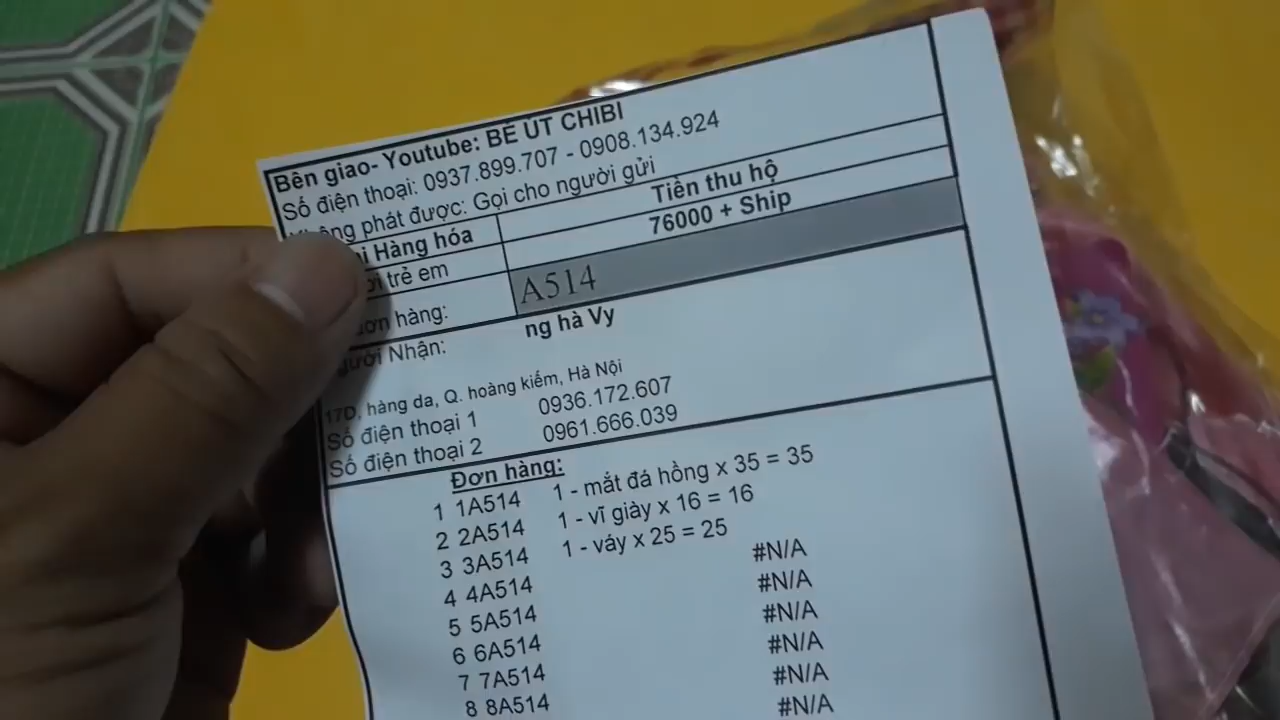 Bên giao- Youtube: BÉ ÚT CHIBI
Số điện thoại: 0937.899.707 - 0908.134.924
phát được: Gọi cho người gửi
Hàng hóa Tiền thu hộ
trẻ em 76000 + Ship
hàng: A514
Nhận: hà Vy
17D, hàng da, Q. hoàng kiếm, Hà Nội
Số điện thoại 1 0936.172.607
Số điện thoại 2 0961.666.039
Đơn hàng:
1 1A514 1 - mắt đá hồng x 35 = 35
2 2A514 1 - vĩ giày x 16 = 16
3 3A514 1 - váy x 25 = 25
4 4A514 #N/A
5 5A514 #N/A
6 6A514 #N/A
7 7A514 #N/A
8 8A514 #N/A
#N/A